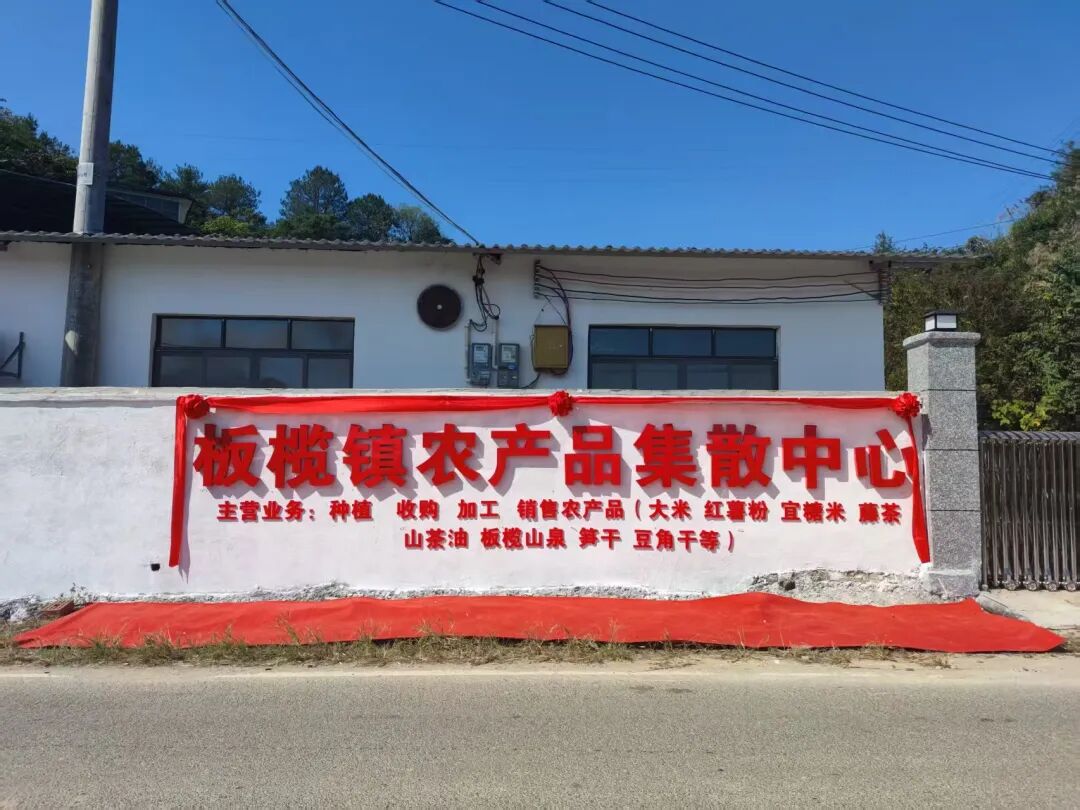 板榄镇农产品集散中心
主营业务：种植 收购 加工 销售农产品（大米 红薯粉 宜糖米 藤茶
山茶油 板榄山泉 笋干 豆角干等）